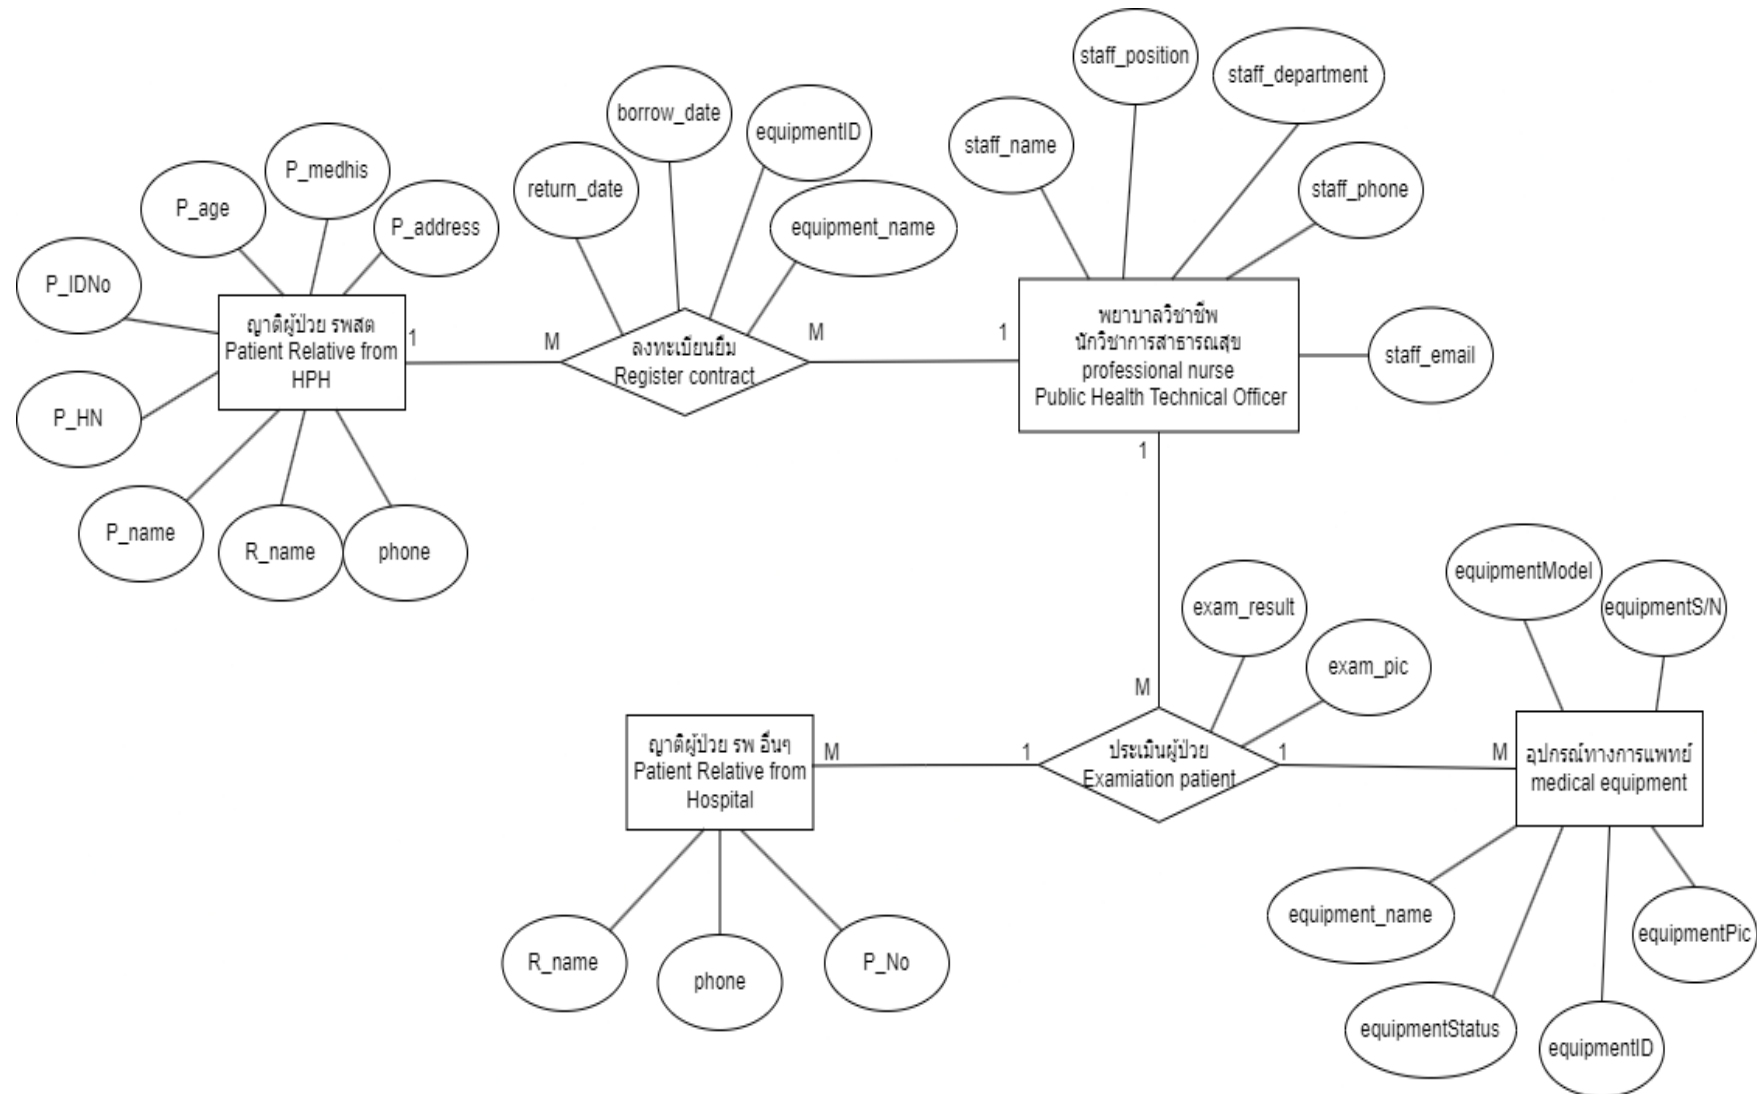 staff_position
staff_department
borrow_date
equipmentID
staff_name
P_medhis
return_date
staff_phone
P_age
P_address
equipment_name
P_IDNo
ญาติผู้ป่วย รพสต
Patient Relative from
HPH
1
M
ลงทะเบียนยืม
Register contract
M
1
พยาบาลวิชาชีพ
นักวิชาการสาธารณสุข
professional nurse
Public Health Technical Officer
staff_email
P_HN
1
P_name
R_name
phone
equipmentModel
exam_result
equipmentS/N
exam_pic
M
ญาติผู้ป่วย รพ อื่นๆ
Patient Relative from
Hospital
M
1
ประเมินผู้ป่วย
Examiation patient
1
M
อุปกรณ์ทางการแพทย์
medical equipment
equipment_name
equipmentPic
R_name
phone
P_No
equipmentStatus
equipmentID